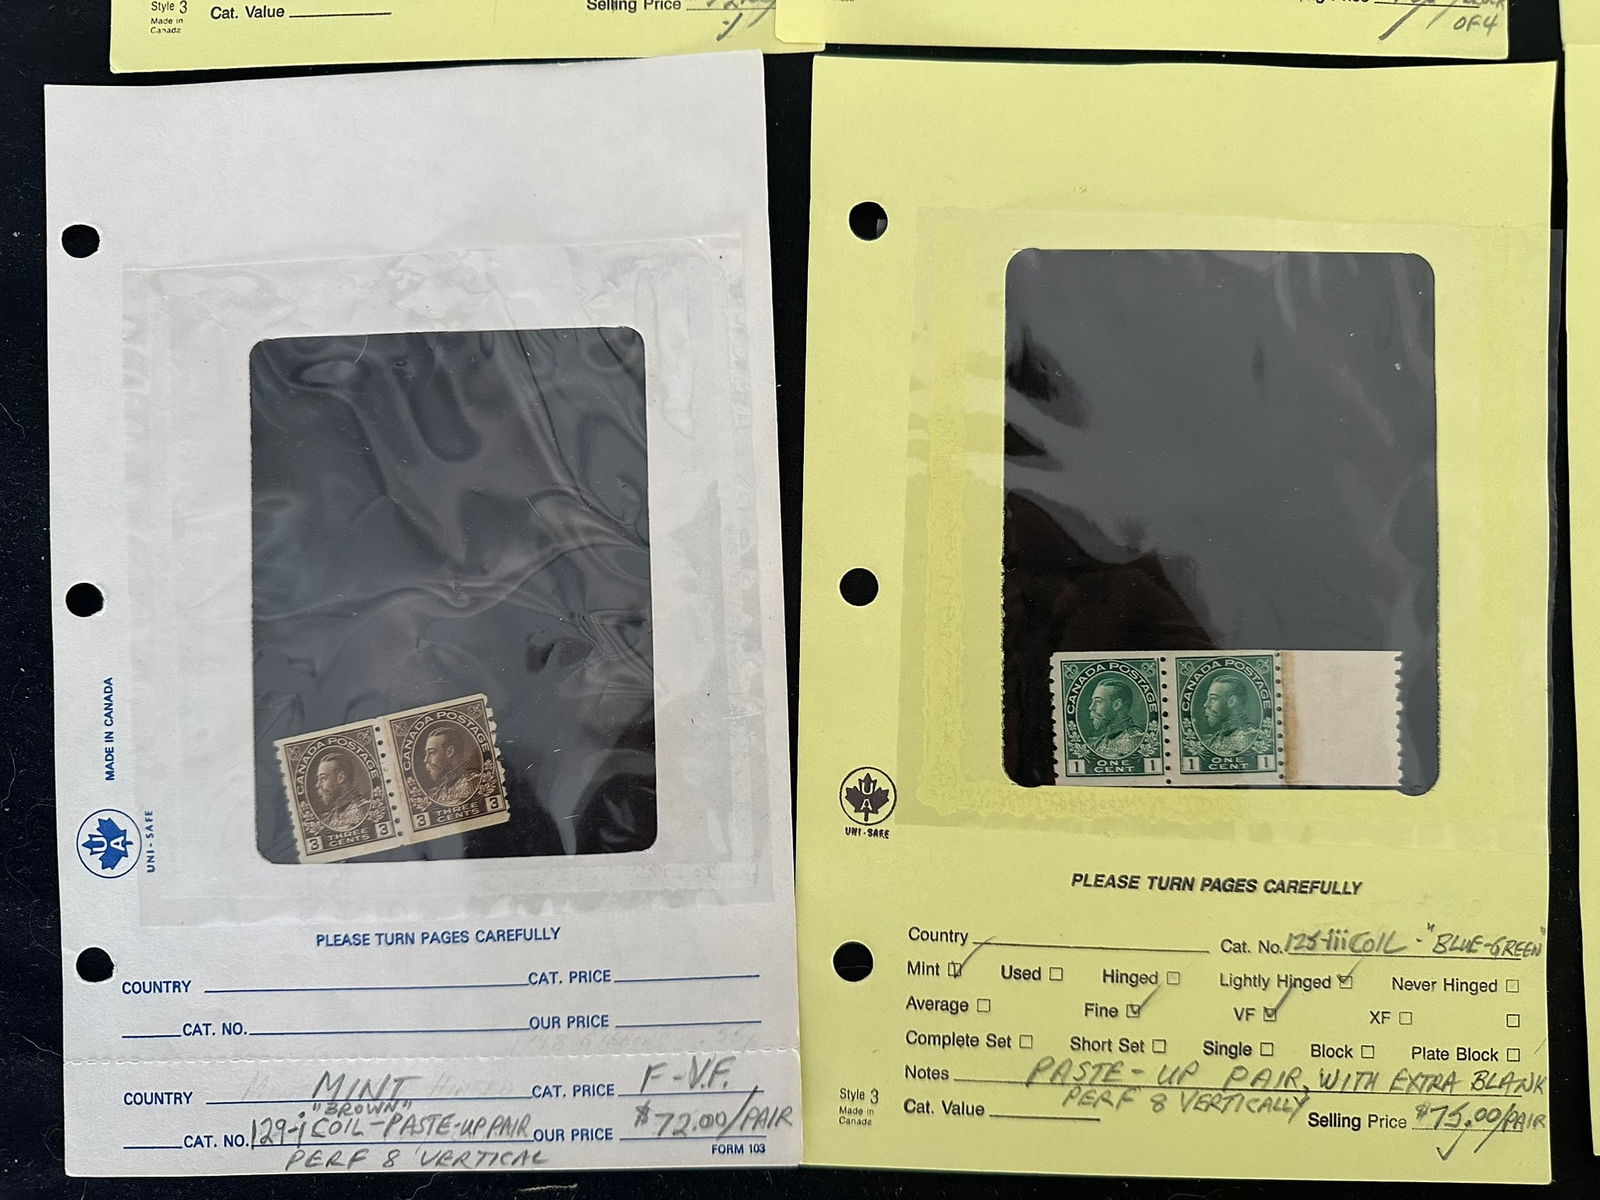 Style 3
Made in
Canada
Cat. Value
Selling Price
OF 4
MADE IN CANADA
UA
UNI-SAFE
CANADA POSTAGE
3 THREE CENTS 3
CANADA POSTAGE
3 THREE CENTS 3
PLEASE TURN PAGES CAREFULLY
COUNTRY CAT. PRICE
CAT. NO. OUR PRICE
COUNTRY MINT CAT. PRICE F-V.F.
"BROWN"
CAT. NO. 129-i COIL-PASTE-UP PAIR OUR PRICE $72.00/PAIR
PERF 8 VERTICAL
FORM 103
CANADA POSTAGE
1 ONE CENT 1
CANADA POSTAGE
1 ONE CENT 1
UA
UNI-SAFE
PLEASE TURN PAGES CAREFULLY
Country Cat. No. 125-iii COIL - "BLUE-GREEN"
Mint Used Hinged Lightly Hinged Never Hinged
Average Fine VF XF
Complete Set Short Set Single Block Plate Block
Notes PASTE-UP PAIR, WITH EXTRA BLANK
PERF 8 VERTICALLY
Style 3
Made in
Canada
Cat. Value Selling Price $75.00/PAIR